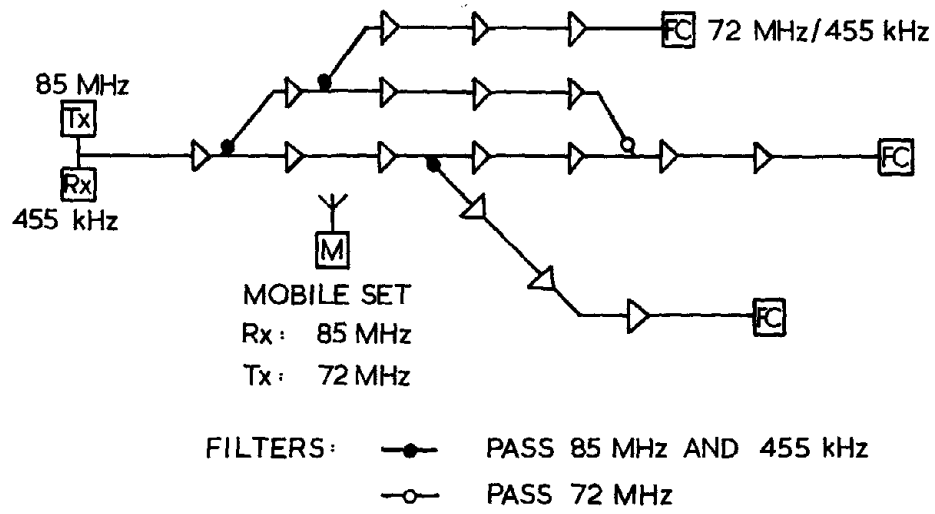 FC 72 MHz/455 kHz
85 MHz
Tx
Rx
455 kHz
FC
M
MOBILE SET
Rx: 85 MHz
Tx: 72 MHz
FC
FILTERS: PASS 85 MHz AND 455 kHz
PASS 72 MHz